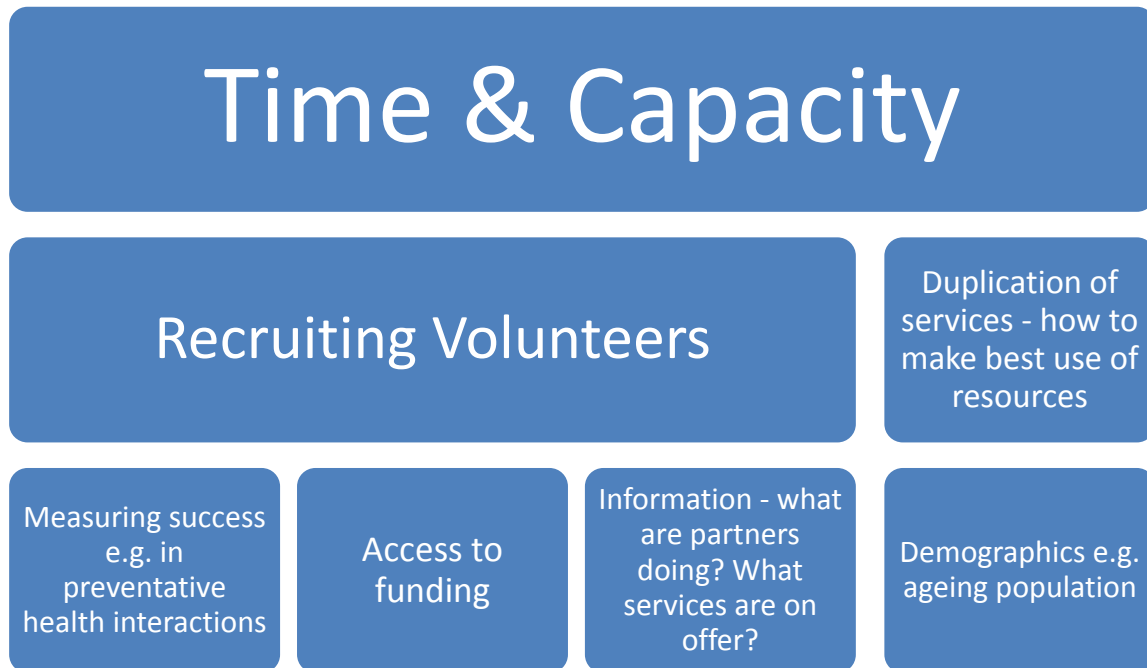 Time & Capacity
Recruiting Volunteers
Duplication of
services - how to
make best use of
resources
Measuring success
e.g. in
preventative
health interactions
Access to
funding
Information - what
are partners
doing? What
services are on
offer?
Demographics e.g.
ageing population